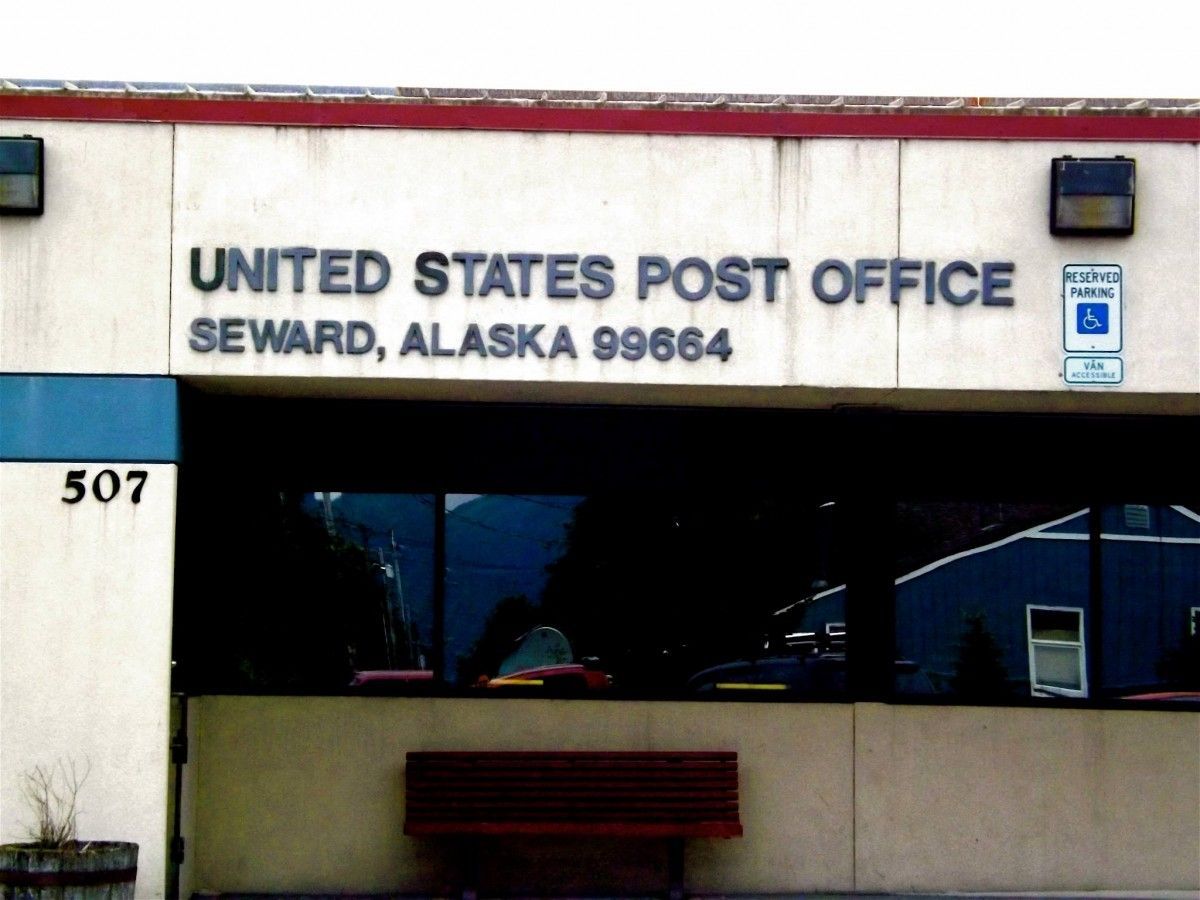 UNITED STATES POST OFFICE
SEWARD, ALASKA 99664
RESERVED
PARKING
VAN
ACCESSIBLE
507